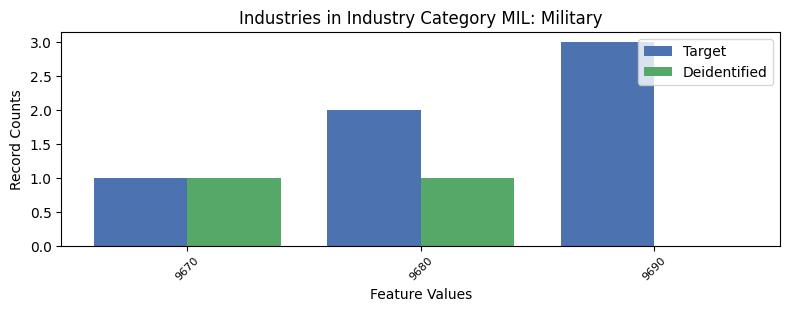 Industries in Industry Category MIL: Military
Target
Deidentified
Record Counts
3.0
2.5
2.0
1.5
1.0
0.5
0.0
9670
9680
9690
Feature Values